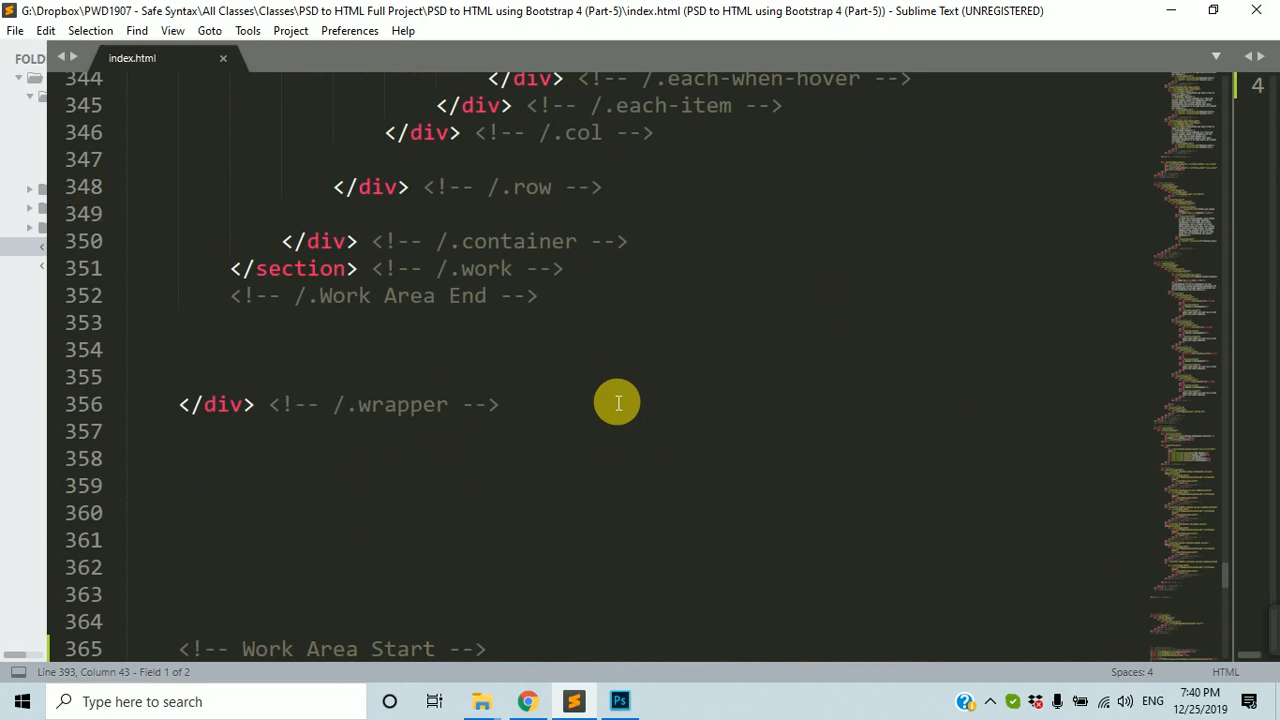 G:\Dropbox\PWD1907 - Safe Syntax\All Classes\Classes\PSD to HTML Full Project\PSD to HTML using Bootstrap 4 (Part-5)\index.html (PSD to HTML using Bootstrap 4 (Part-5)) - Sublime Text (UNREGISTERED)
File Edit Selection Find View Goto Tools Project Preferences Help
FOLD
index.html
344 </div> <!-- /.each-when-hover -->
345 </div> <!-- /.each-item -->
346 </div> <!-- /.col -->
347
348 </div> <!-- /.row -->
349
350 </div> <!-- /.container -->
351 </section> <!-- /.work -->
352 <!-- /.Work Area End -->
353
354
355
356 </div> <!-- /.wrapper -->
357
358
359
360
361
362
363
364
365 <!-- Work Area Start -->
4
Line 393, Column 43 - Field 1 of 2
Spaces: 4
HTML
Type here to search
ENG
7:40 PM
12/25/2019